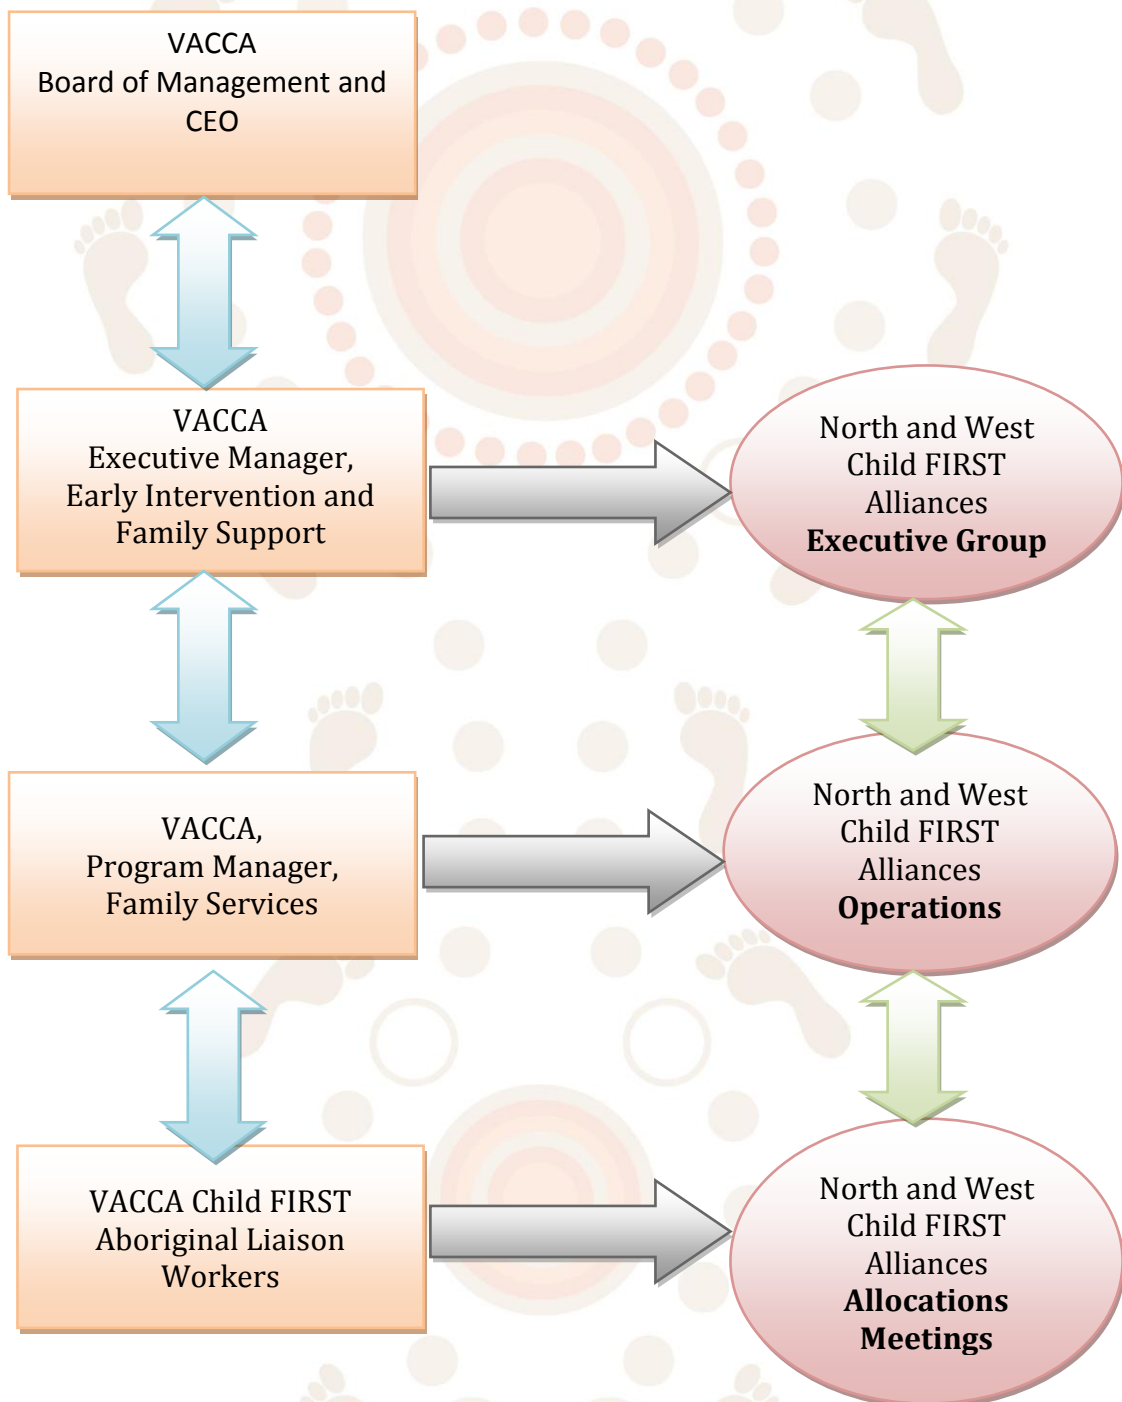 VACCA
Board of Management and
CEO
VACCA
Executive Manager,
Early Intervention and
Family Support
North and West
Child FIRST
Alliances
Executive Group
VACCA,
Program Manager,
Family Services
North and West
Child FIRST
Alliances
Operations
VACCA Child FIRST
Aboriginal Liaison
Workers
North and West
Child FIRST
Alliances
Allocations
Meetings